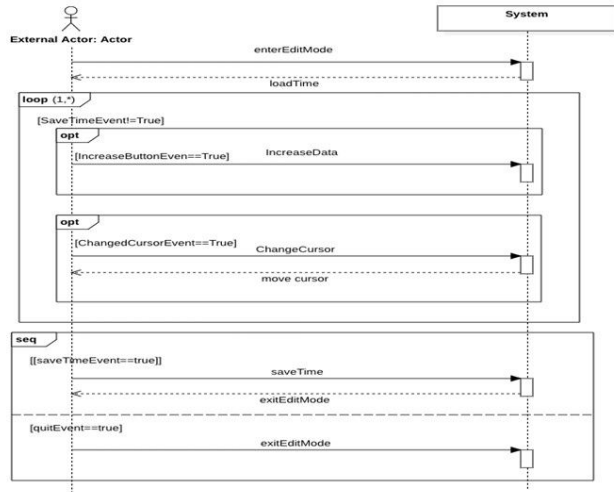 System
External Actor: Actor
enterEditMode
loadTime
loop (1,*)
[SaveTimeEvent!=True]
opt
[IncreaseButtonEven==True]
IncreaseData
opt
[ChangedCursorEvent==True]
ChangeCursor
move cursor
seq
[[saveTimeEvent==true]]
saveTime
exitEditMode
[quitEvent==true]
exitEditMode